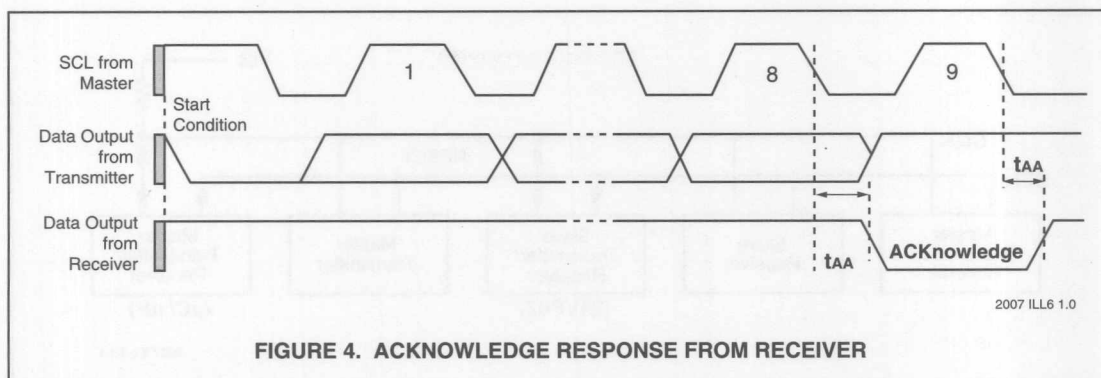 SCL from
Master
1
8
9
Start
Condition
Data Output
from
Transmitter
tAA
Data Output
from
Receiver
tAA
ACKnowledge
2007 ILL6 1.0
FIGURE 4. ACKNOWLEDGE RESPONSE FROM RECEIVER